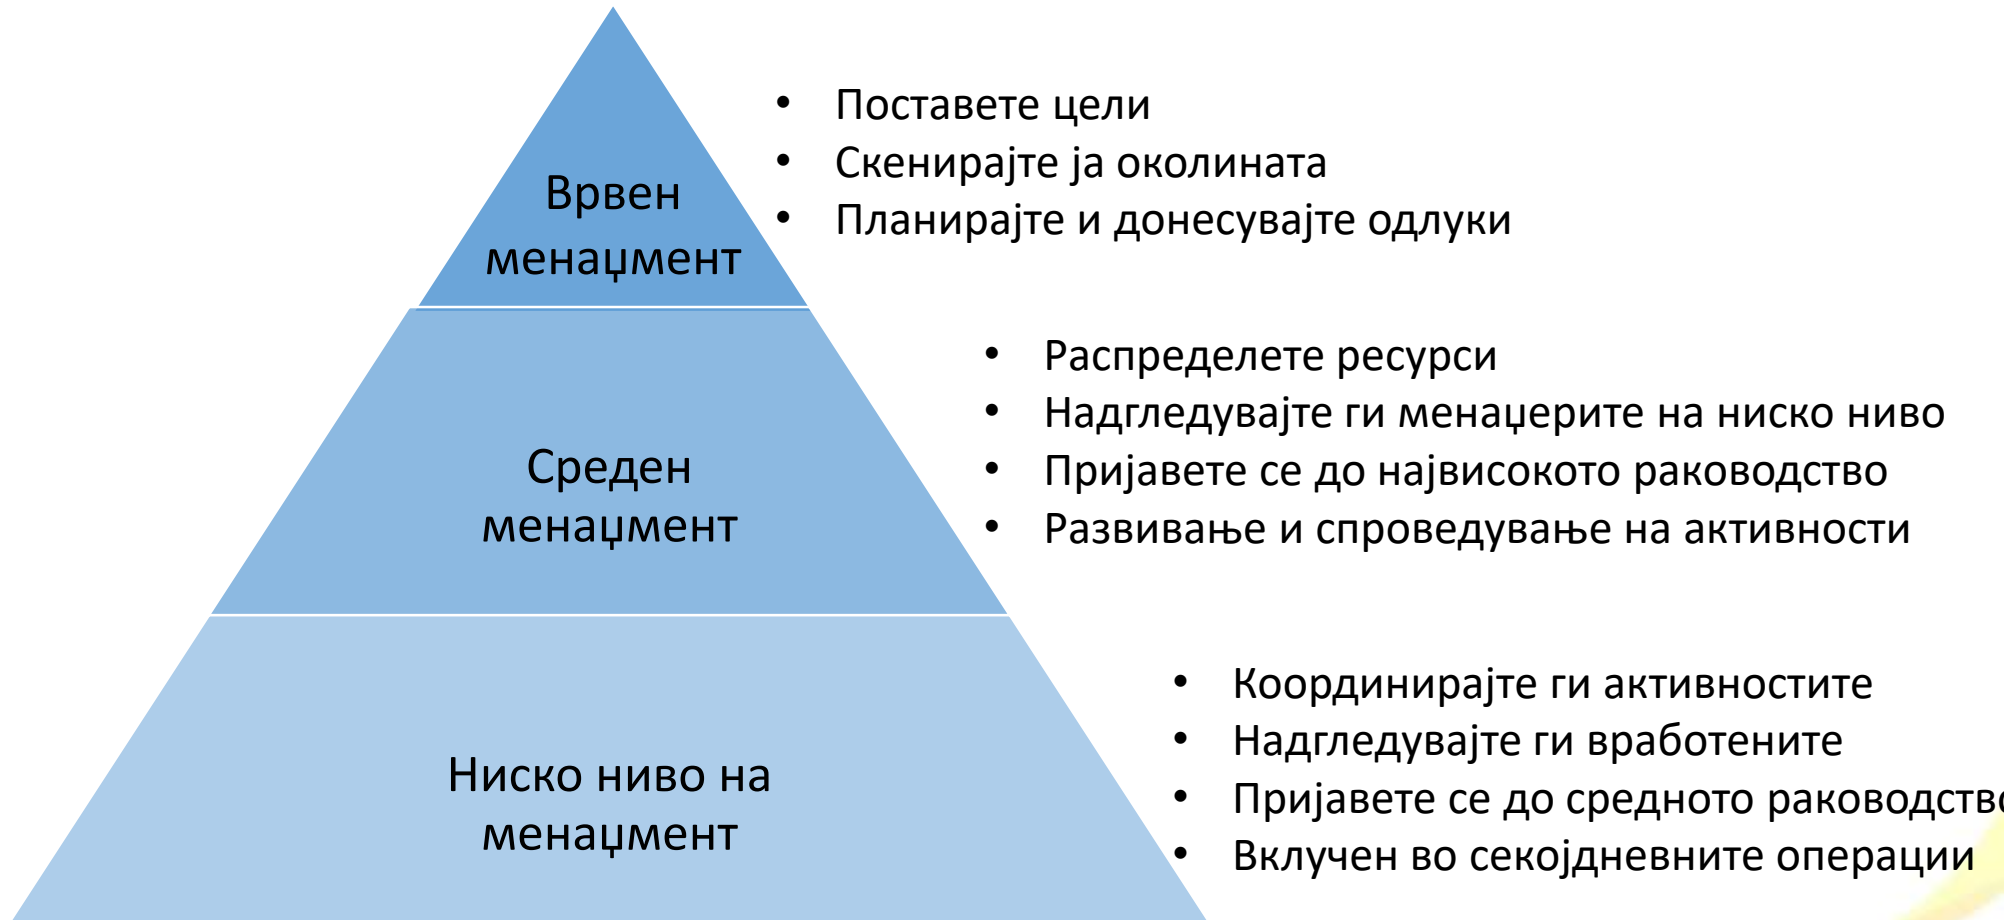 Врвен
менаџмент
• Поставете цели
• Скенирајте ја околината
• Планирајте и донесувајте одлуки
Среден
менаџмент
• Распределете ресурси
• Надгледувајте ги менаџерите на ниско ниво
• Пријавете се до највисокото раководство
• Развивање и спроведување на активности
Ниско ниво на
менаџмент
• Координирајте ги активностите
• Надгледувајте ги вработените
• Пријавете се до средното раководство
• Вклучен во секојдневните операции